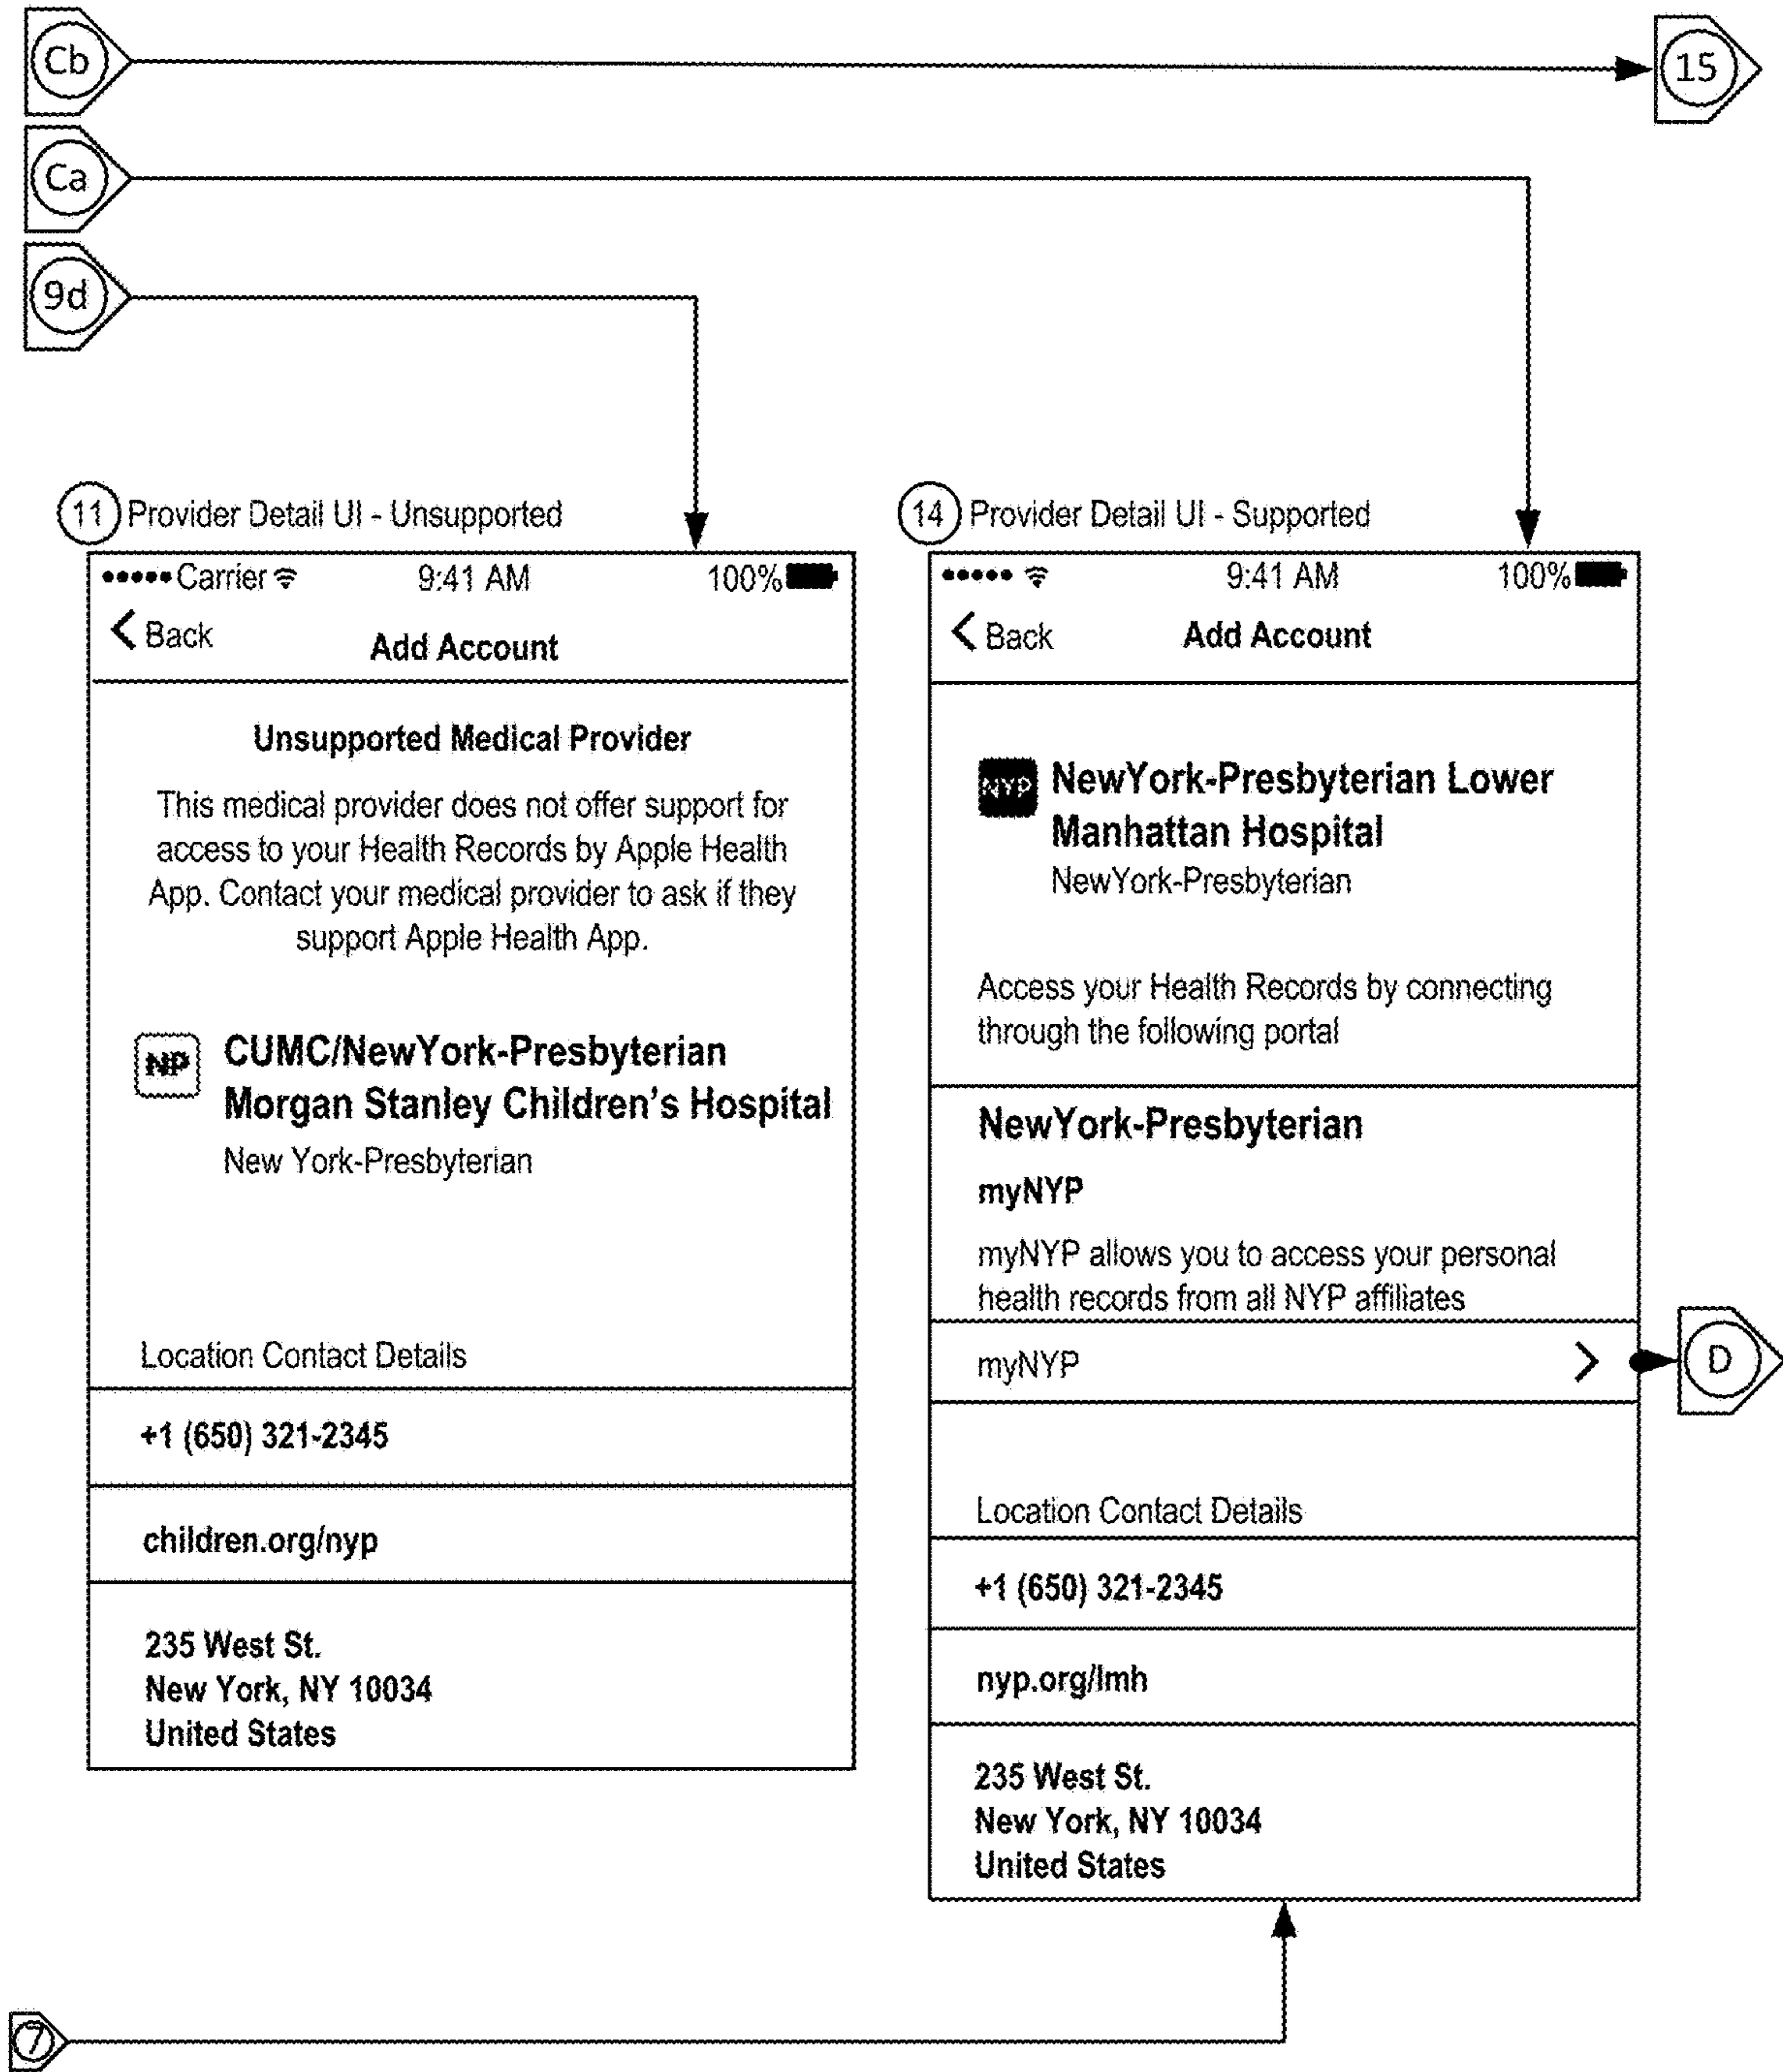 Cb
15
Ca
9d
11 Provider Detail UI - Unsupported
Carrier 9:41 AM 100%
Back
Add Account
Unsupported Medical Provider
This medical provider does not offer support for
access to your Health Records by Apple Health
App. Contact your medical provider to ask if they
support Apple Health App.
NP
CUMC/NewYork-Presbyterian
Morgan Stanley Children's Hospital
New York-Presbyterian
Location Contact Details
+1 (650) 321-2345
children.org/nyp
235 West St.
New York, NY 10034
United States
14 Provider Detail UI - Supported
9:41 AM 100%
Back Add Account
NYP
NewYork-Presbyterian Lower
Manhattan Hospital
NewYork-Presbyterian
Access your Health Records by connecting
through the following portal
NewYork-Presbyterian
myNYP
myNYP allows you to access your personal
health records from all NYP affiliates
myNYP
D
Location Contact Details
+1 (650) 321-2345
nyp.org/lmh
235 West St.
New York, NY 10034
United States
7